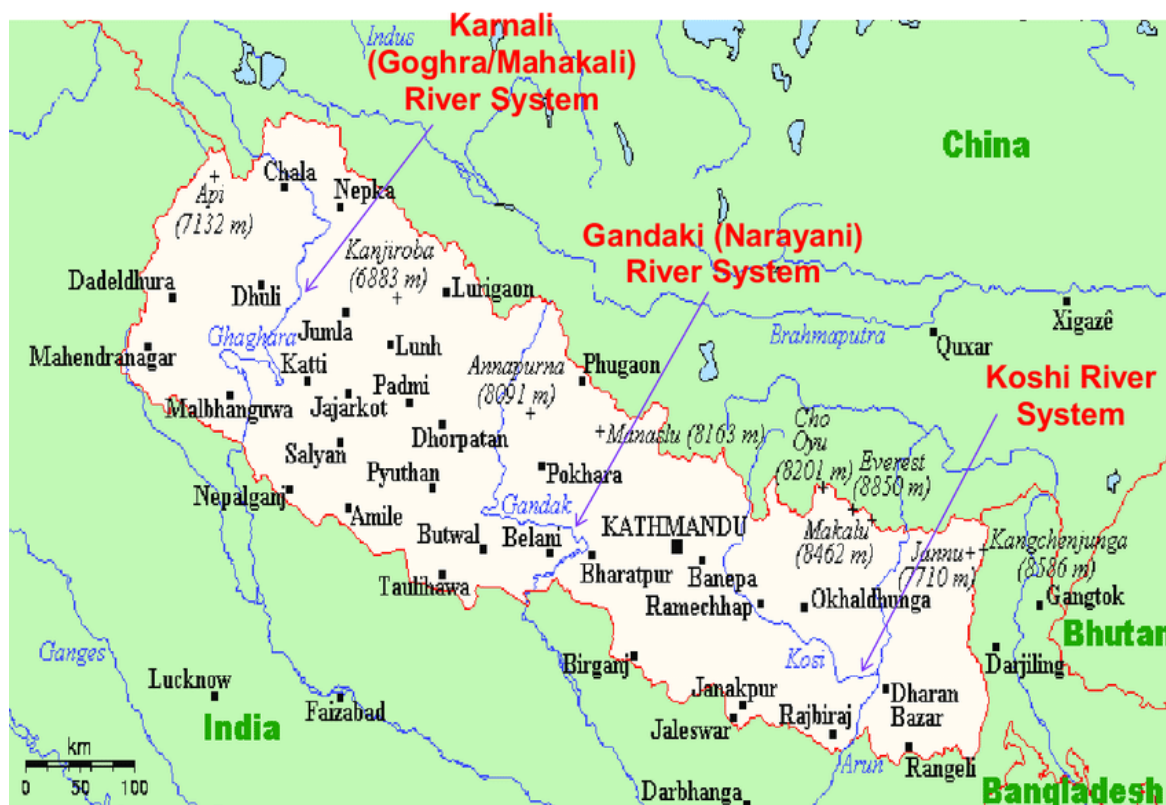 Karnali
(Goghra/Mahakali)
River System
Indus
China
Chala
Api
(7132 m)
Nepka
Gandaki (Narayani)
River System
Kanjiroba
(6883 m)
Dadeldhura
Dhuli
Lurigaon
Xigazê
Jumla
Ghaghara
Brahmaputra
Quxar
Mahendranagar
Lunh
Katti
Annapurna
(8091 m)
Phugaon
Koshi River
System
Padmi
Malbhanguwa
Jajarkot
Cho
Oyu
(8201 m)
Manaslu (8163 m)
Dhorpatan
Salyan
Everest
(8850 m)
Pyuthan
Pokhara
Nepalganj
Gandak
Amile
KATHMANDU
Makalu
(8462 m)
Butwal
Belani
Jannu
(7710 m)
Kangchenjunga
(8586 m)
Bharatpur
Banepa
Taulihawa
Ramechhap
Okhaldhunga
Gangtok
Bhutan
Ganges
Birganj
Kosi
Darjiling
Lucknow
Faizabad
India
Janakpur
Dharan
Bazar
Jaleswar
Rajbiraj
km
0 50 100
Arun
Rangeli
Darbhanga
Bangladesh